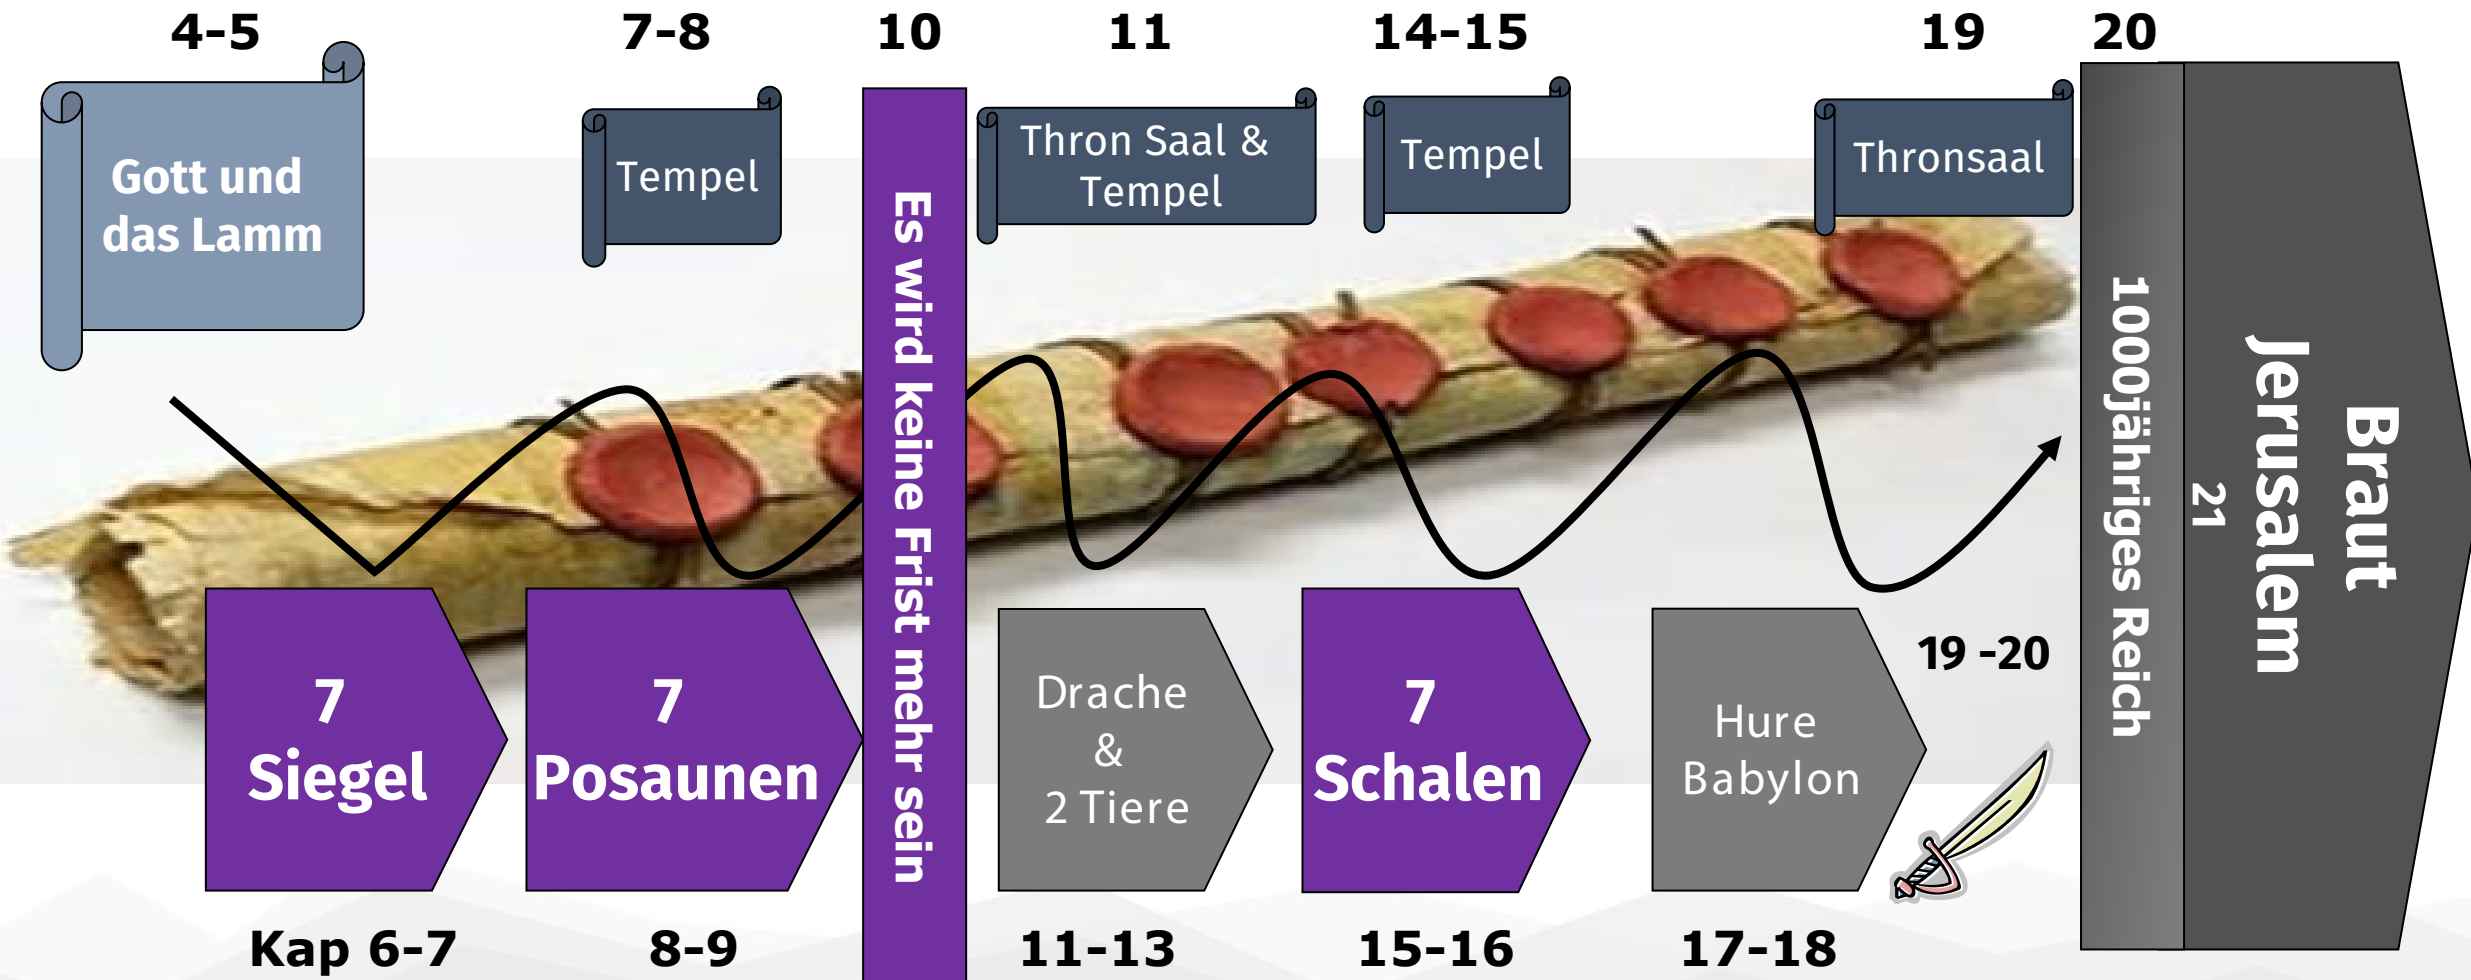 4-5
7-8
10
11
14-15
19
20
Gott und
das Lamm
Tempel
Thron Saal &
Tempel
Tempel
Thronsaal
Es wird keine Frist mehr sein
1000jähriges Reich
21
Jerusalem
Braut
7
Siegel
7
Posaunen
Drache
&
2 Tiere
7
Schalen
Hure
Babylon
19 -20
Kap 6-7
8-9
11-13
15-16
17-18